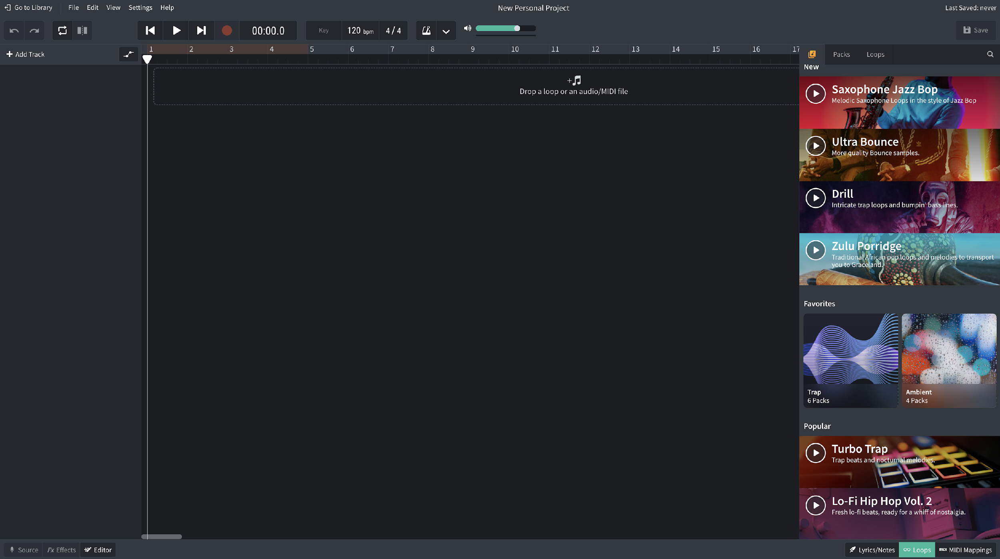 Go to Library
File Edit View Settings Help
New Personal Project
Last Saved: never
00:00.0
Key
120 bpm
4 / 4
Save
Add Track
1 2 3 4 5 6 7 8 9 10 11 12 13 14 15 16 17
Packs Loops
Drop a loop or an audio/MIDI file
New
Saxophone Jazz Bop
Melodic Saxophone Loops in the style of Jazz Bop
Ultra Bounce
More quality Bounce samples.
Drill
Intricate trap loops and bumpin' bass lines.
Zulu Porridge
Traditional African pop loops and melodies to transport
you to Graceland.
Favorites
Trap
6 Packs
Ambient
4 Packs
Popular
Turbo Trap
Trap beats and nocturnal melodies.
Lo-Fi Hip Hop Vol. 2
Fresh lo-fi beats, ready for a whiff of nostalgia.
Source
Fx Effects
Editor
Lyrics/Notes
Loops
MIDI MIDI Mappings